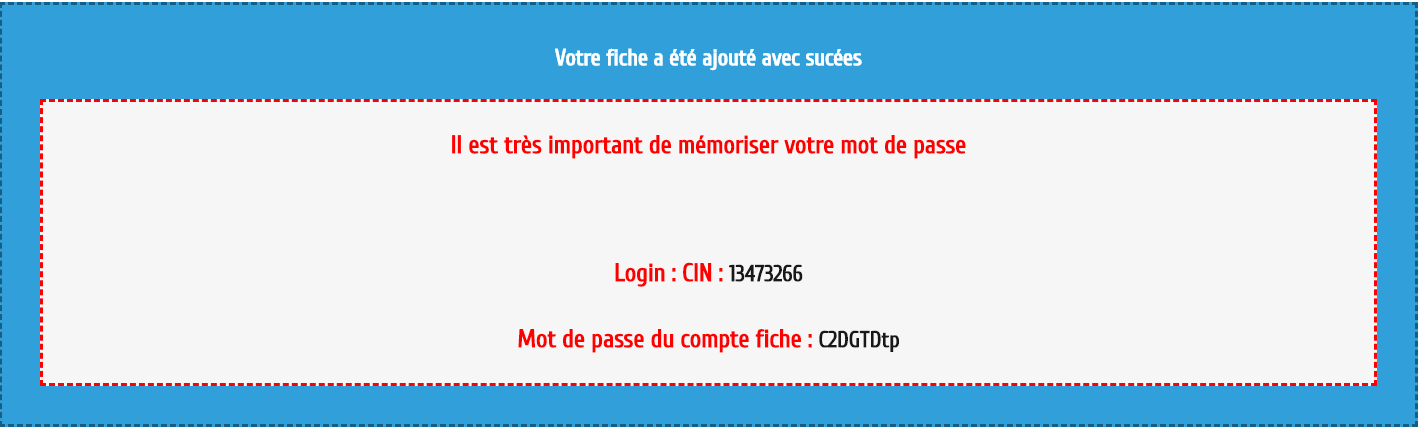 Votre fiche a été ajouté avec sucées
Il est très important de mémoriser votre mot de passe
Login : CIN : 13473266
Mot de passe du compte fiche : C2DGTDtp